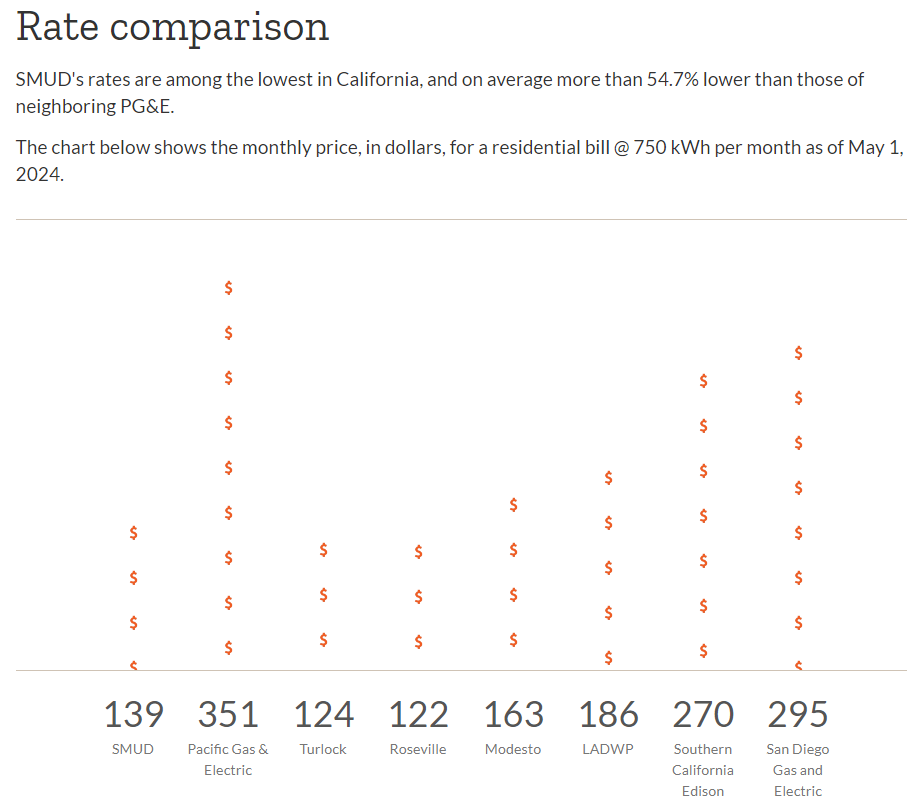 Rate comparison
SMUD's rates are among the lowest in California, and on average more than 54.7% lower than those of
neighboring PG&E.
The chart below shows the monthly price, in dollars, for a residential bill @ 750 kWh per month as of May 1,
2024.
$ $ $ $
$ $ $ $ $ $ $ $ $
$ $ $
$ $ $
$ $ $ $
$ $ $ $ $
$ $ $ $ $ $ $
$ $ $ $ $ $ $ $
139 351 124 122 163 186 270 295
SMUD Pacific Gas & Turlock Roseville Modesto LADWP Southern San Diego
Electric California Gas and
Edison Electric